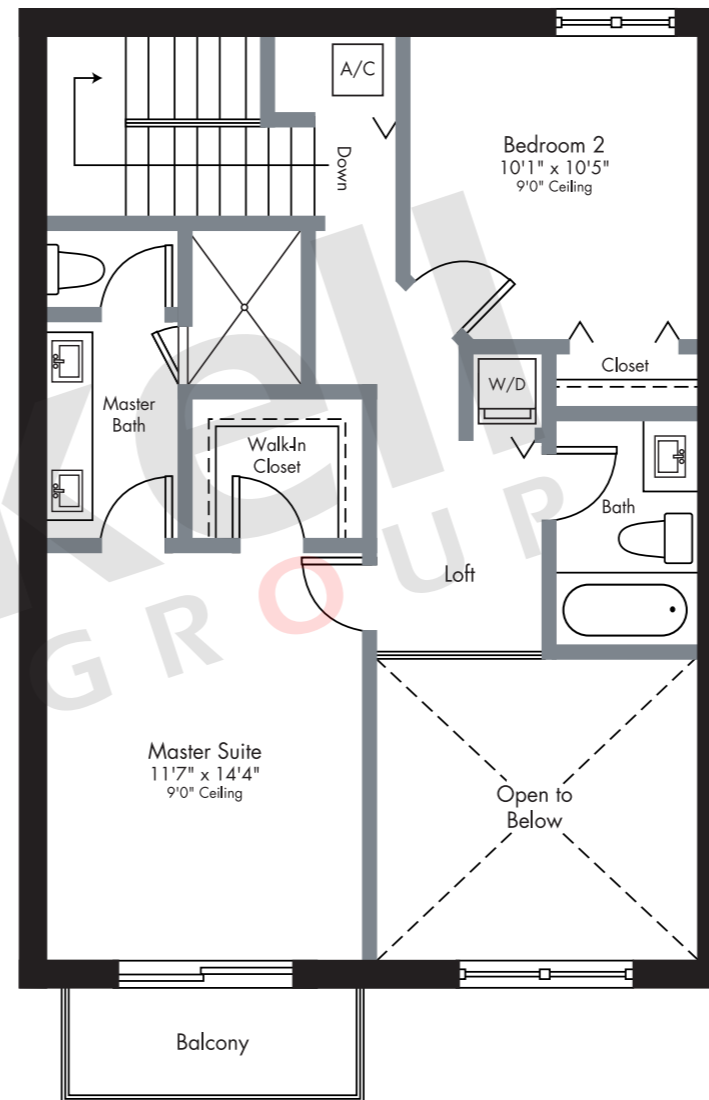 A/C
Down
Bedroom 2
10'1" x 10'5"
9'0" Ceiling
Closet
W/D
Master
Bath
Walk-In
Closet
Bath
Loft
kell
GROUP
Master Suite
11'7" x 14'4"
9'0" Ceiling
Open to
Below
Balcony